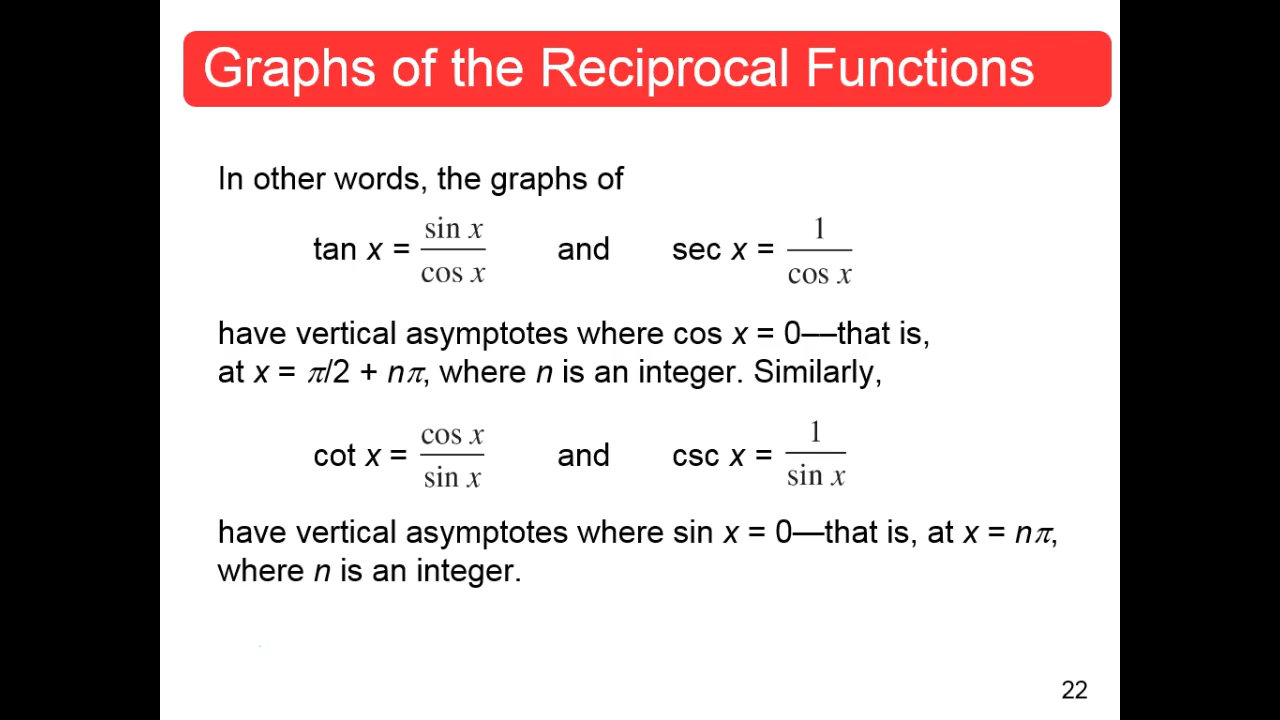 Graphs of the Reciprocal Functions
In other words, the graphs of
tan x = sin x / cos x and sec x = 1 / cos x
have vertical asymptotes where cos x = 0—that is,
at x = π/2 + nπ, where n is an integer. Similarly,
cot x = cos x / sin x and csc x = 1 / sin x
have vertical asymptotes where sin x = 0—that is, at x = nπ,
where n is an integer.
22